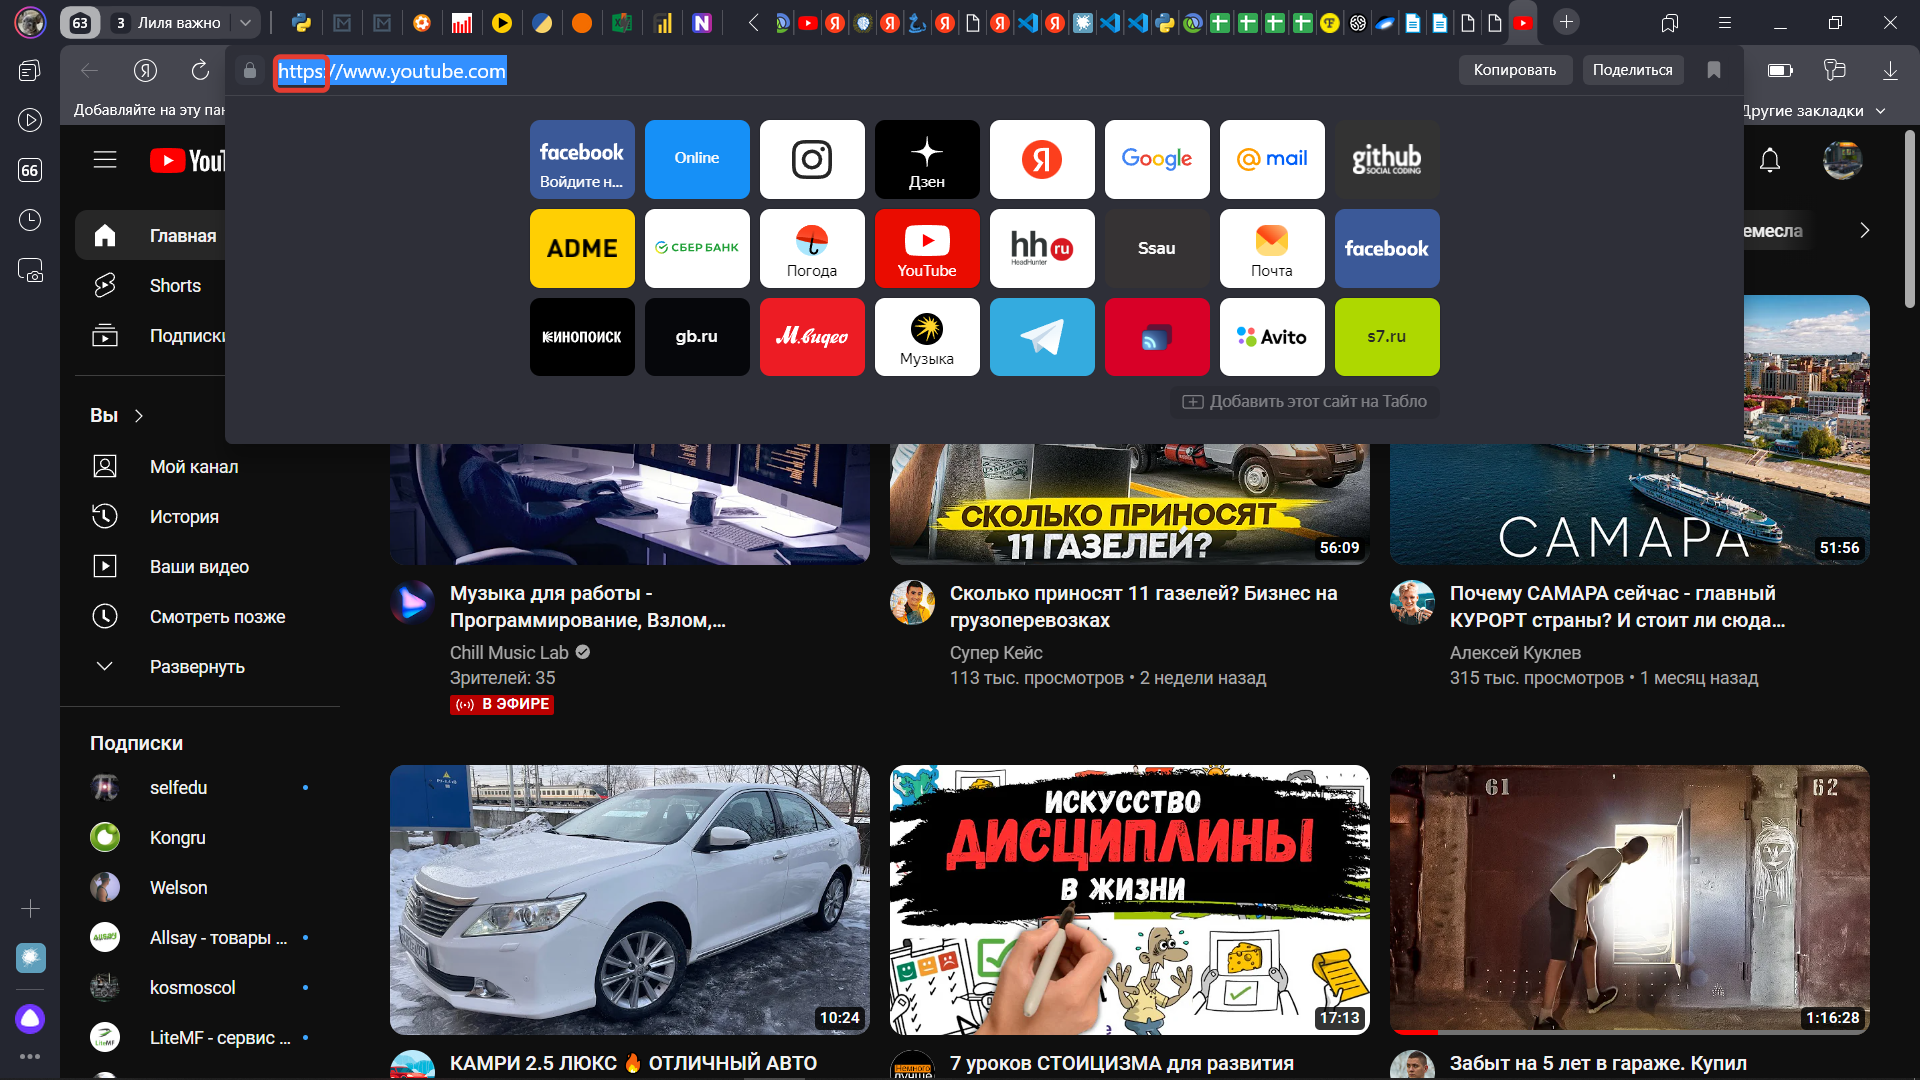 63
3 Лиля важно
https://www.youtube.com
Копировать
Поделиться
Добавляйте на эту пан
Другие закладки
66
YouT
facebook
Войдите н...
Online
Дзен
Я
Google
@mail
github
SOCIAL CODING
емесла
ADME
СБЕР БАНК
Погода
YouTube
hh ru
HeadHunter
Ssau
Почта
facebook
КИНОПОИСК
gb.ru
М.видео
Музыка
Avito
s7.ru
Добавить этот сайт на Табло
Главная
Shorts
Подписки
Вы
Мой канал
История
Ваши видео
Смотреть позже
Развернуть
Подписки
selfedu
Kongru
Welson
Allsay - товары ...
kosmoscol
LiteMF - сервис ...
СКОЛЬКО ПРИНОСЯТ
11 ГАЗЕЛЕЙ?
56:09
САМАРА
51:56
Музыка для работы -
Программирование, Взлом,...
Chill Music Lab
Зрителей: 35
В ЭФИРЕ
Сколько приносят 11 газелей? Бизнес на
грузоперевозках
Супер Кейс
113 тыс. просмотров • 2 недели назад
Почему САМАРА сейчас - главный
КУРОРТ страны? И стоит ли сюда...
Алексей Куклев
315 тыс. просмотров • 1 месяц назад
10:24
ИСКУССТВО
ДИСЦИПЛИНЫ
В ЖИЗНИ
17:13
61
62
1:16:28
КАМРИ 2.5 ЛЮКС 🔥 ОТЛИЧНЫЙ АВТО
7 уроков СТОИЦИЗМА для развития
Забыт на 5 лет в гараже. Купил